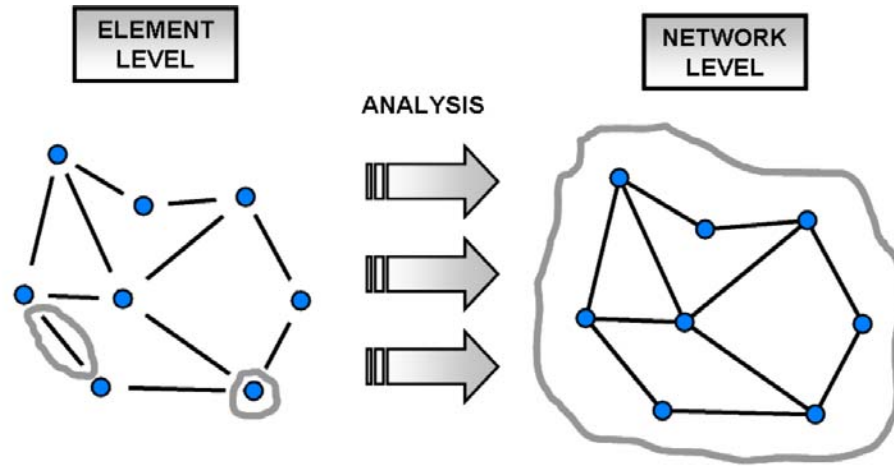 ELEMENT
LEVEL
NETWORK
LEVEL
ANALYSIS